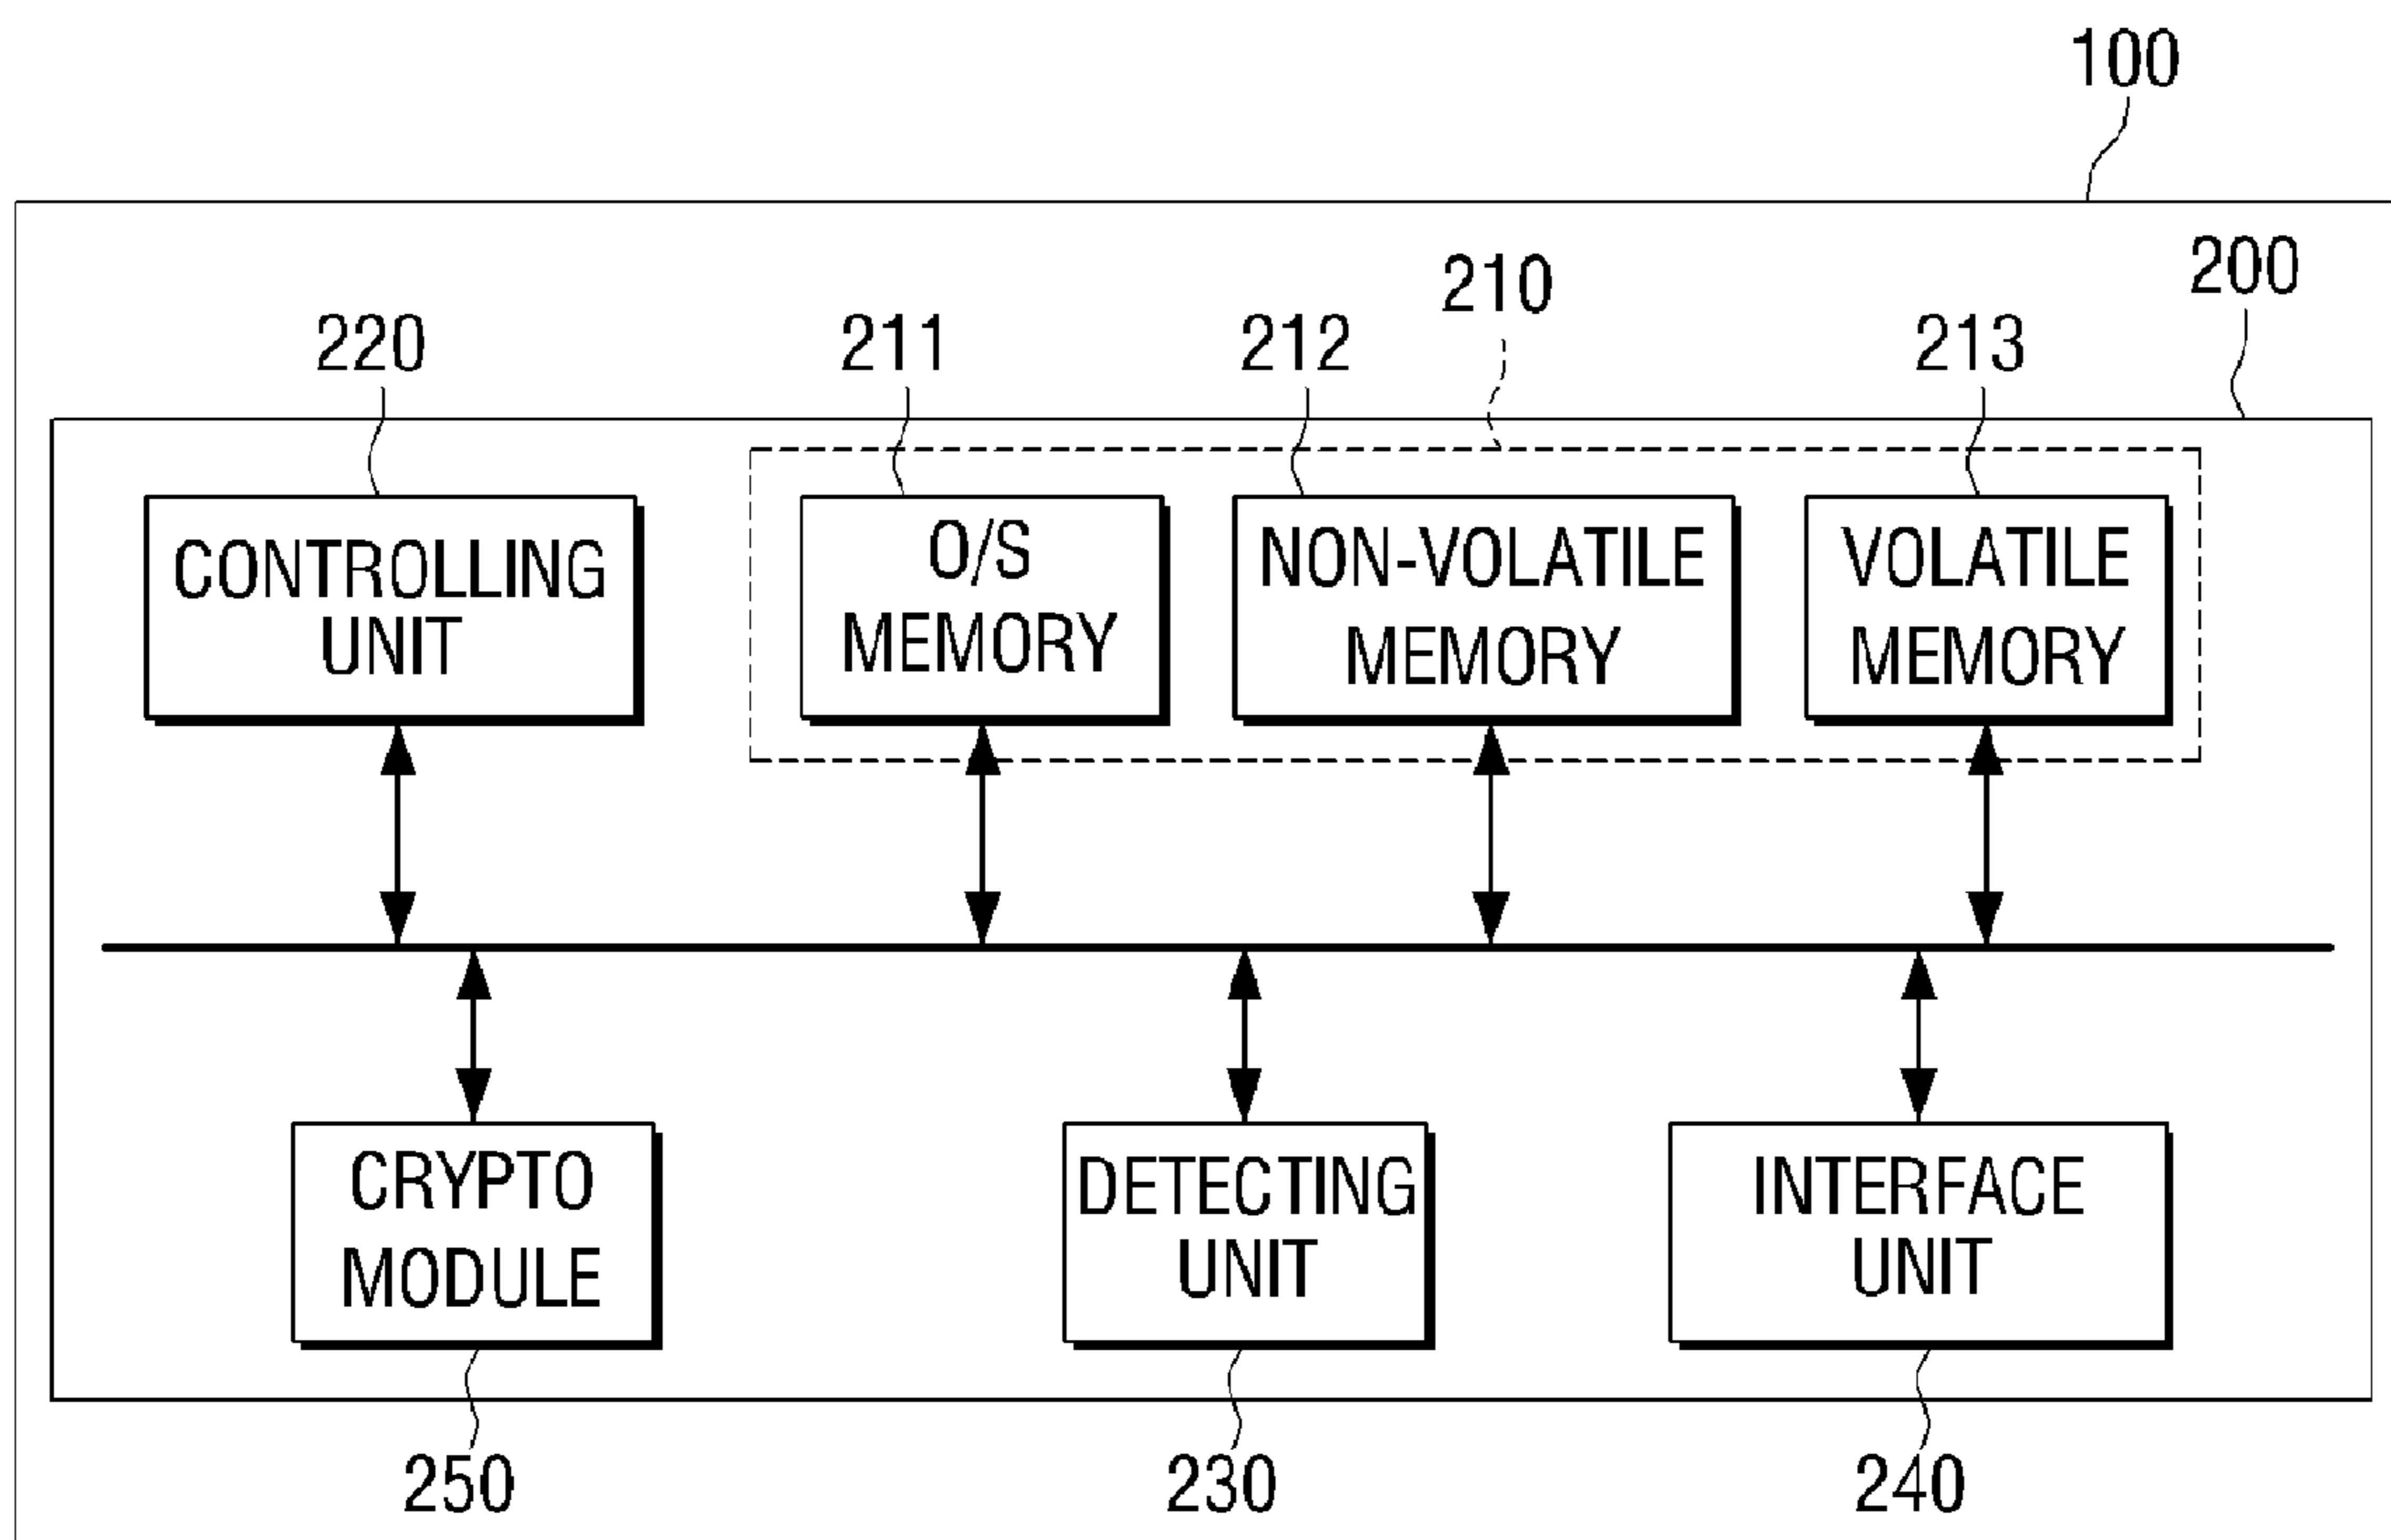 100
200
210
220
211
212
213
CONTROLLING
UNIT
O/S
MEMORY
NON-VOLATILE
MEMORY
VOLATILE
MEMORY
CRYPTO
MODULE
DETECTING
UNIT
INTERFACE
UNIT
250
230
240